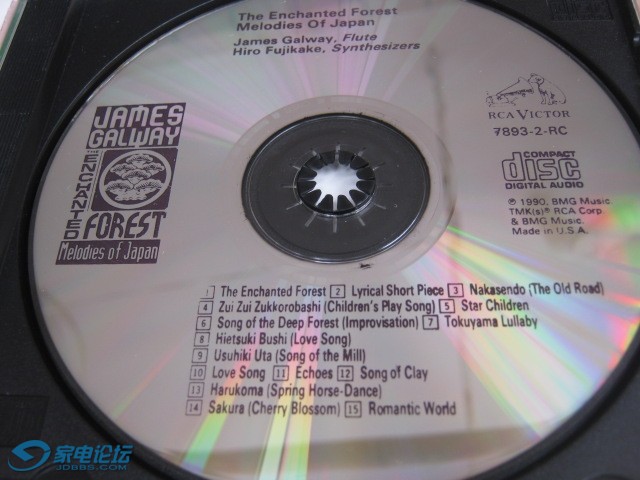 The Enchanted Forest
Melodies Of Japan
James Galway, Flute
Hiro Fujikake, Synthesizers
RCA VICTOR
7893-2-RC
COMPACT
disc
DIGITAL AUDIO
℗ © 1990, BMG Music.
TMK(s)® RCA Corp.
& BMG Music.
Made in U.S.A.
JAMES
GALWAY
THE
ENCHANTED
FOREST
Melodies of Japan
1 The Enchanted Forest 2 Lyrical Short Piece 3 Nakasendo (The Old Road)
4 Zui Zui Zukkorobashi (Children's Play Song) 5 Star Children
6 Song of the Deep Forest (Improvisation) 7 Tokuyama Lullaby
8 Hietsuki Bushi (Love Song)
9 Usuhiki Uta (Song of the Mill)
10 Love Song 11 Echoes 12 Song of Clay
13 Harukoma (Spring Horse-Dance)
14 Sakura (Cherry Blossom) 15 Romantic World
家电论坛
JDBBS.COM